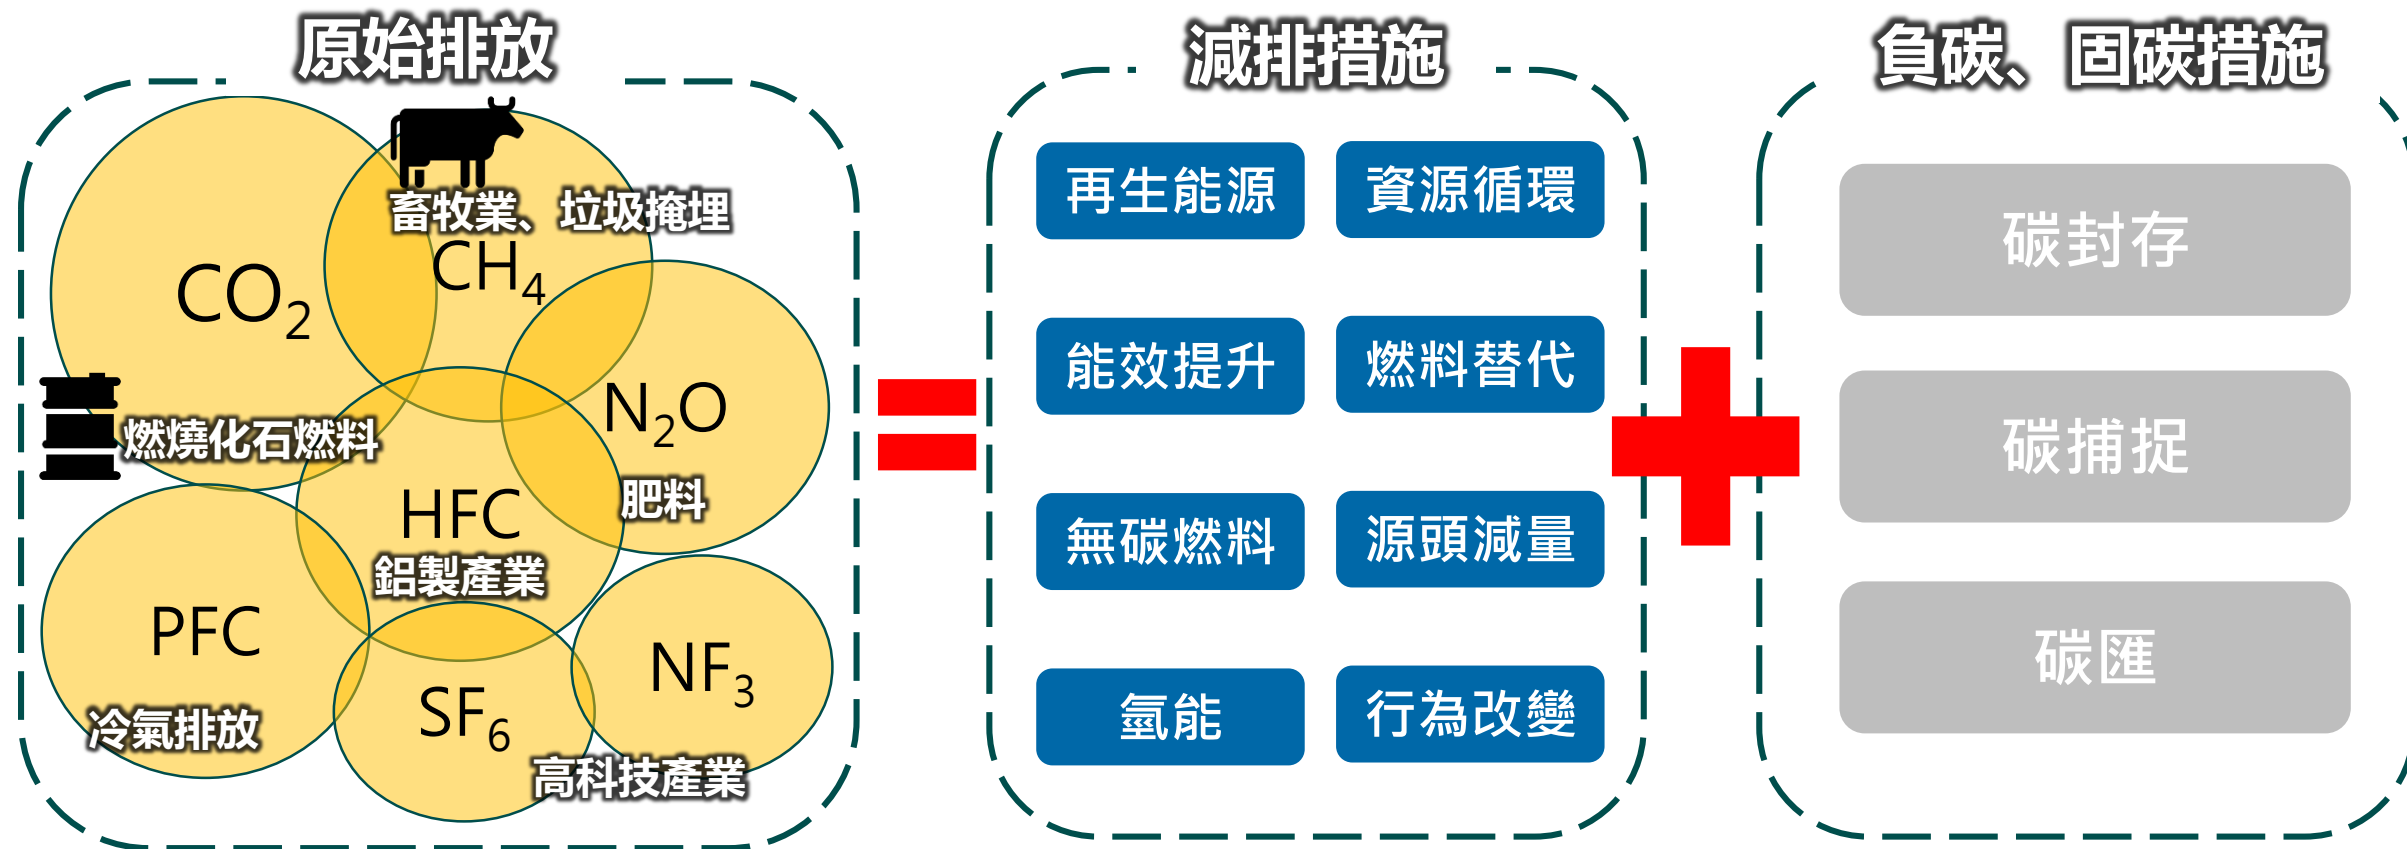 原始排放
畜牧業、垃圾掩埋
CH₄
CO₂
N₂O
燃燒化石燃料
肥料
HFC
鋁製產業
PFC
冷氣排放
SF₆
NF₃
高科技產業
減排措施
再生能源
資源循環
能效提升
燃料替代
無碳燃料
源頭減量
氫能
行為改變
負碳、固碳措施
碳封存
碳捕捉
碳匯